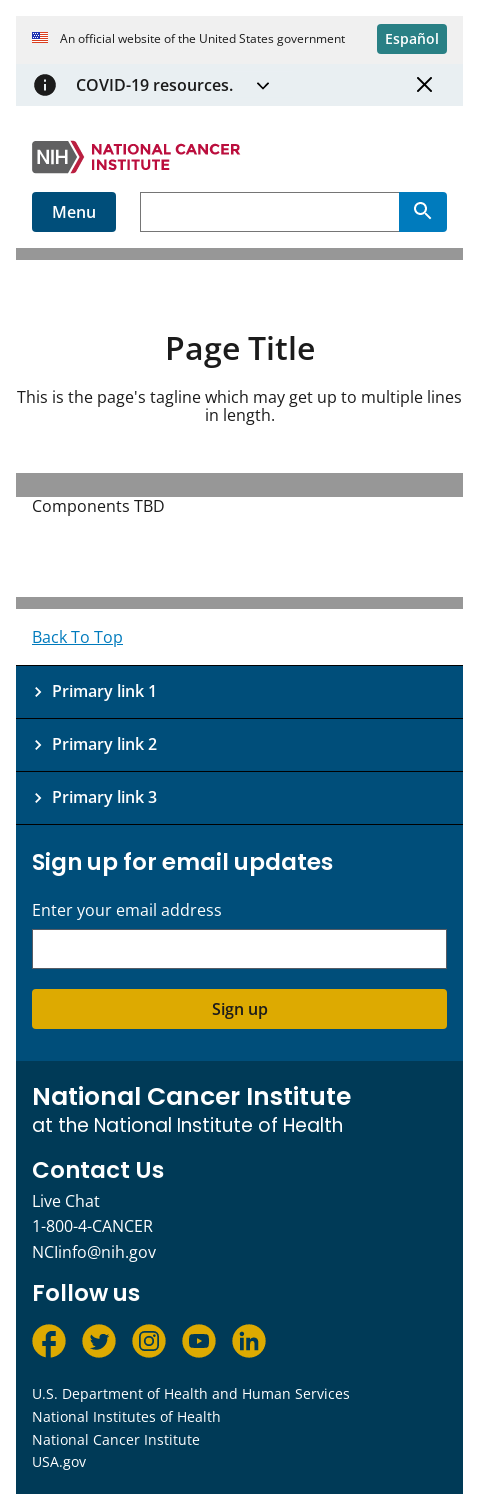 An official website of the United States government
Español
COVID-19 resources.
NIH
NATIONAL CANCER
INSTITUTE
Menu
Page Title
This is the page's tagline which may get up to multiple lines
in length.
Components TBD
Back To Top
Primary link 1
Primary link 2
Primary link 3
Sign up for email updates
Enter your email address
Sign up
National Cancer Institute
at the National Institute of Health
Contact Us
Live Chat
1-800-4-CANCER
NCIinfo@nih.gov
Follow us
U.S. Department of Health and Human Services
National Institutes of Health
National Cancer Institute
USA.gov